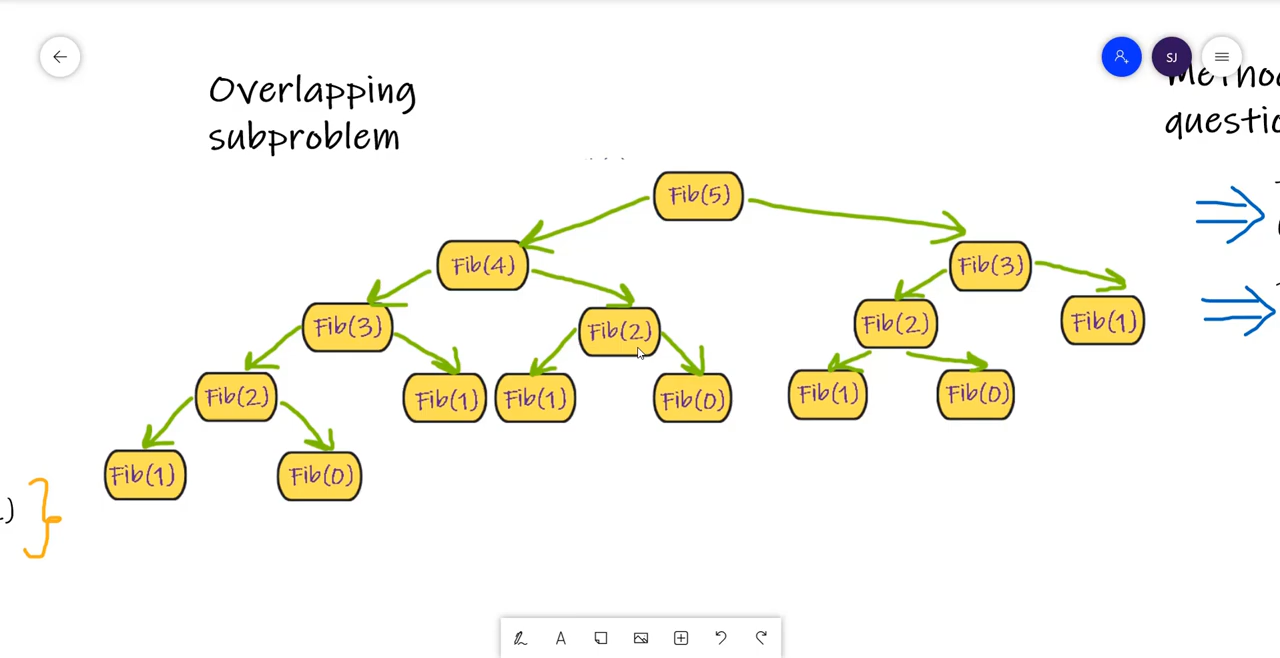 Overlapping
subproblem
SJ
questio
Fib(5)
Fib(4)
Fib(3)
Fib(3)
Fib(2)
Fib(2)
Fib(1)
Fib(2)
Fib(1)
Fib(1)
Fib(0)
Fib(1)
Fib(0)
Fib(1)
Fib(0)
A